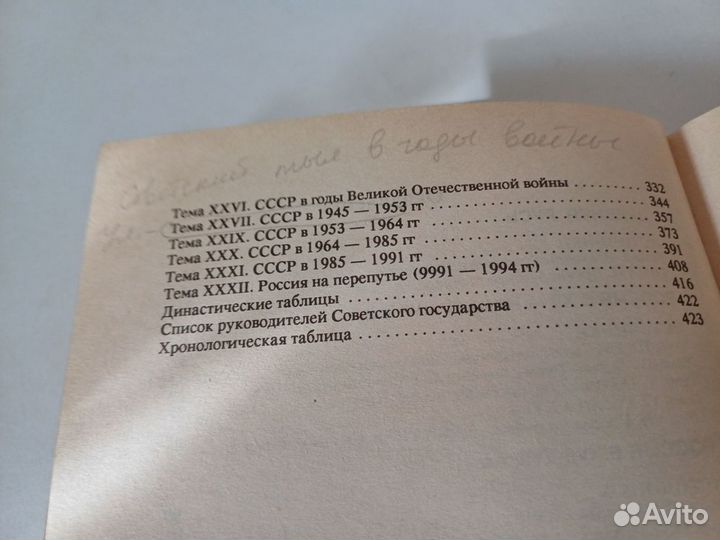 Советский тыл в годы войны
Тема XXVI. СССР в годы Великой Отечественной войны 332
Тема XXVII. СССР в 1945 — 1953 гг 344
Тема XXIX. СССР в 1953 — 1964 гг 357
Тема XXX. СССР в 1964 — 1985 гг 373
Тема XXXI. СССР в 1985 — 1991 гг 391
Тема XXXII. Россия на перепутье (9991 — 1994 гг) 408
Династические таблицы 416
Список руководителей Советского государства 422
Хронологическая таблица 423
Avito